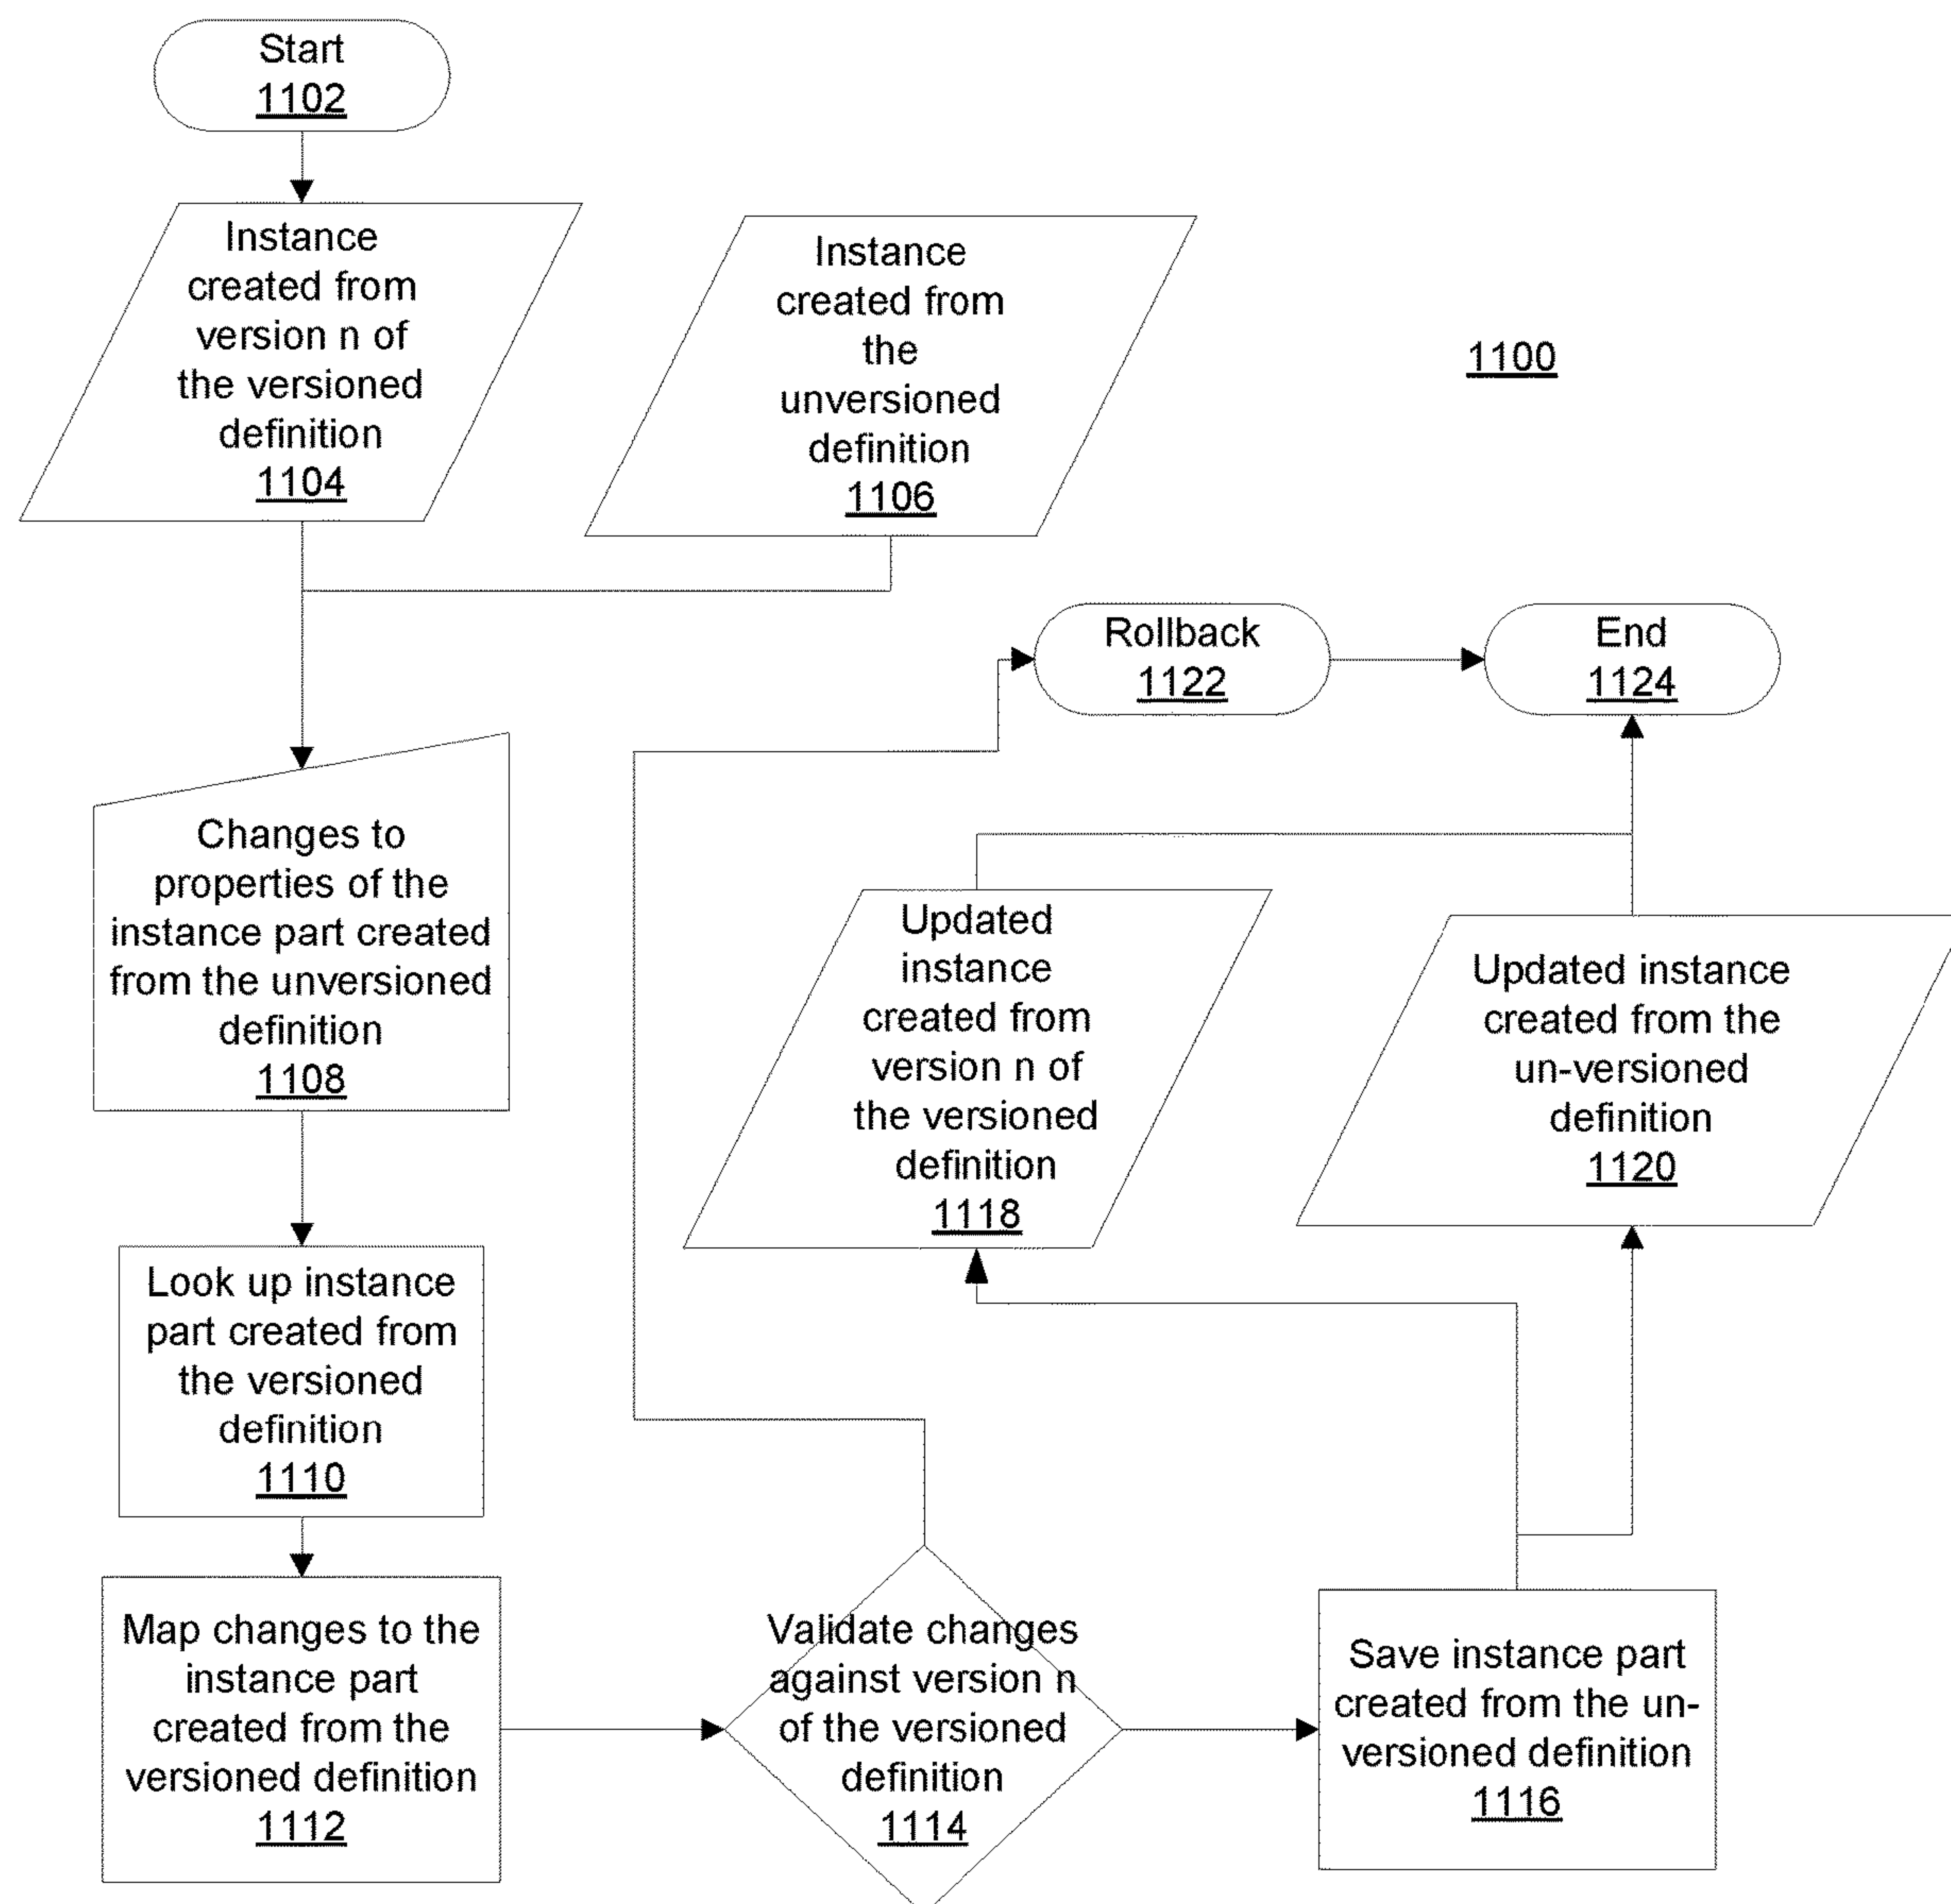 Start
1102
Instance
created from
version n of
the versioned
definition
1104
Instance
created from
the
unversioned
definition
1106
1100
Rollback
1122
End
1124
Changes to
properties of the
instance part created
from the unversioned
definition
1108
Updated
instance
created from
version n of
the versioned
definition
1118
Updated instance
created from the
un-versioned
definition
1120
Look up instance
part created from
the versioned
definition
1110
Map changes to the
instance part
created from the
versioned definition
1112
Validate changes
against version n
of the versioned
definition
1114
Save instance part
created from the un-
versioned definition
1116